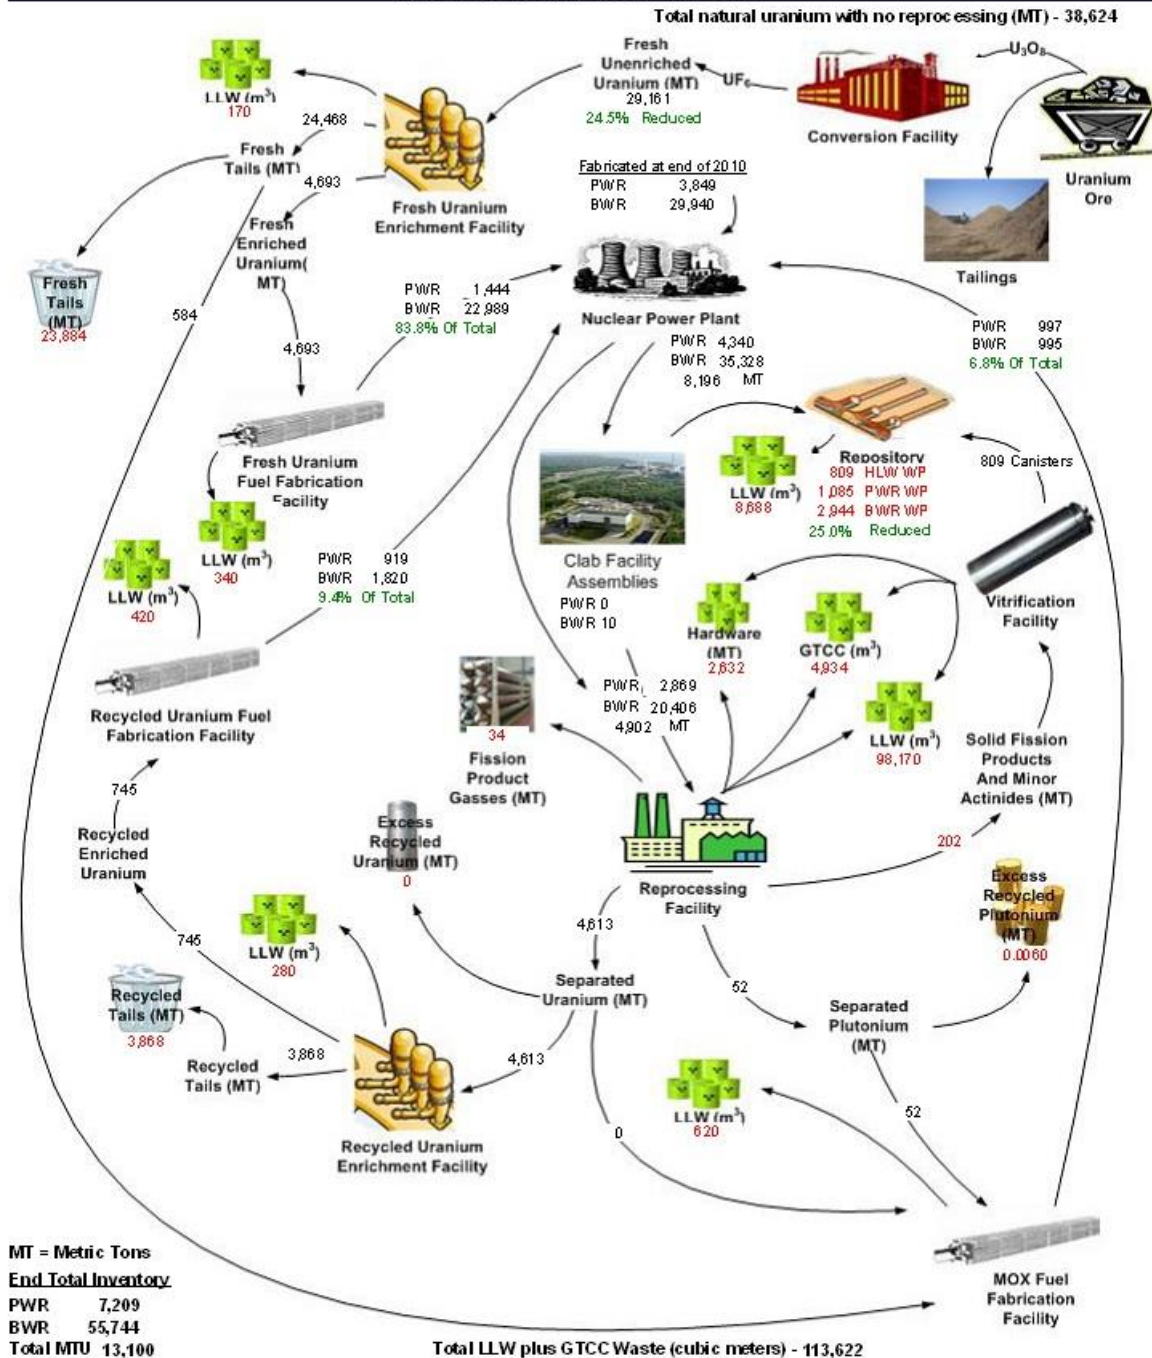 Total natural uranium with no reprocessing (MT) - 38,624
LLW (m³)
170
Fresh
Unenriched
Uranium (MT)
29,161
24.5% Reduced
UF₆
U₃O₈
Conversion Facility
Uranium
Ore
Tailings
24,468
Fresh
Tails (MT)
4,693
Fresh Uranium
Enrichment Facility
Fresh
Enriched
Uranium(
MT)
Fresh
Tails
(MT)
23,884
584
4,693
Fabricated at end of 2010
PWR 3,849
BWR 29,940
Nuclear Power Plant
PWR 1,444
BWR 22,989
83.8% Of Total
PWR 4,340
BWR 35,328
8,196 MT
PWR 997
BWR 995
6.8% Of Total
Fresh Uranium
Fuel Fabrication
Facility
LLW (m³)
340
LLW (m³)
420
PWR 919
BWR 1,820
9.4% Of Total
Clab Facility
Assemblies
PWR 0
BWR 10
LLW (m³)
8,688
Repository
809 HLW WP
1,085 PWR WP
2,944 BWR WP
25.0% Reduced
809 Canisters
Vitrification
Facility
Hardware
(MT)
2,632
GTCC (m³)
4,934
LLW (m³)
98,170
Recycled Uranium Fuel
Fabrication Facility
PWR 2,869
BWR 20,406
4,902 MT
34
Fission
Product
Gasses (MT)
Solid Fission
Products
And Minor
Actinides (MT)
202
745
Recycled
Enriched
Uranium
Excess
Recycled
Uranium (MT)
0
Reprocessing
Facility
Excess
Recycled
Plutonium
(MT)
0.0060
745
LLW (m³)
280
4,613
Separated
Uranium (MT)
52
Separated
Plutonium
(MT)
Recycled
Tails (MT)
3,868
Recycled
Tails (MT)
3,868
4,613
Recycled Uranium
Enrichment Facility
0
LLW (m³)
620
52
MOX Fuel
Fabrication
Facility
MT = Metric Tons
End Total Inventory
PWR 7,209
BWR 55,744
Total MTU 13,100
Total LLW plus GTCC Waste (cubic meters) - 113,622